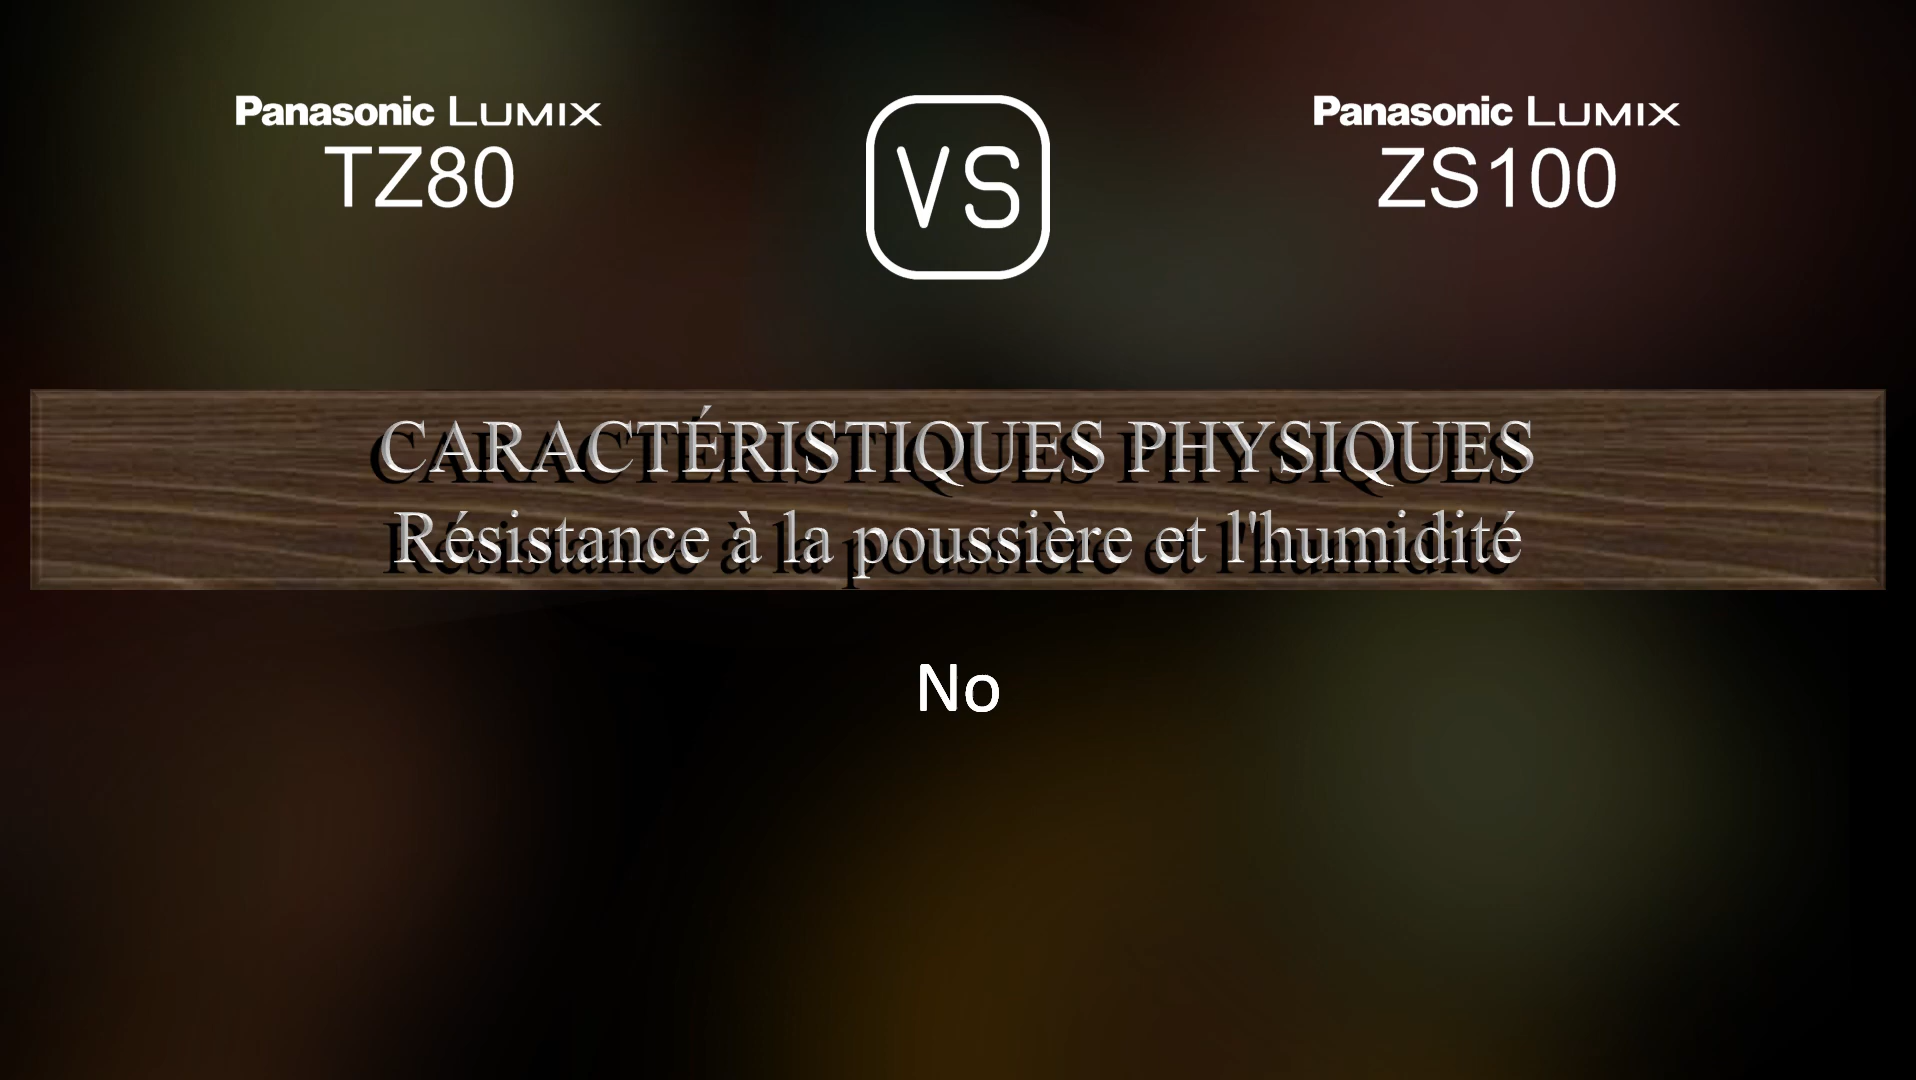 Panasonic LUMIX
TZ80
VS
Panasonic LUMIX
ZS100
CARACTÉRISTIQUES PHYSIQUES
Résistance à la poussière et l'humidité
No